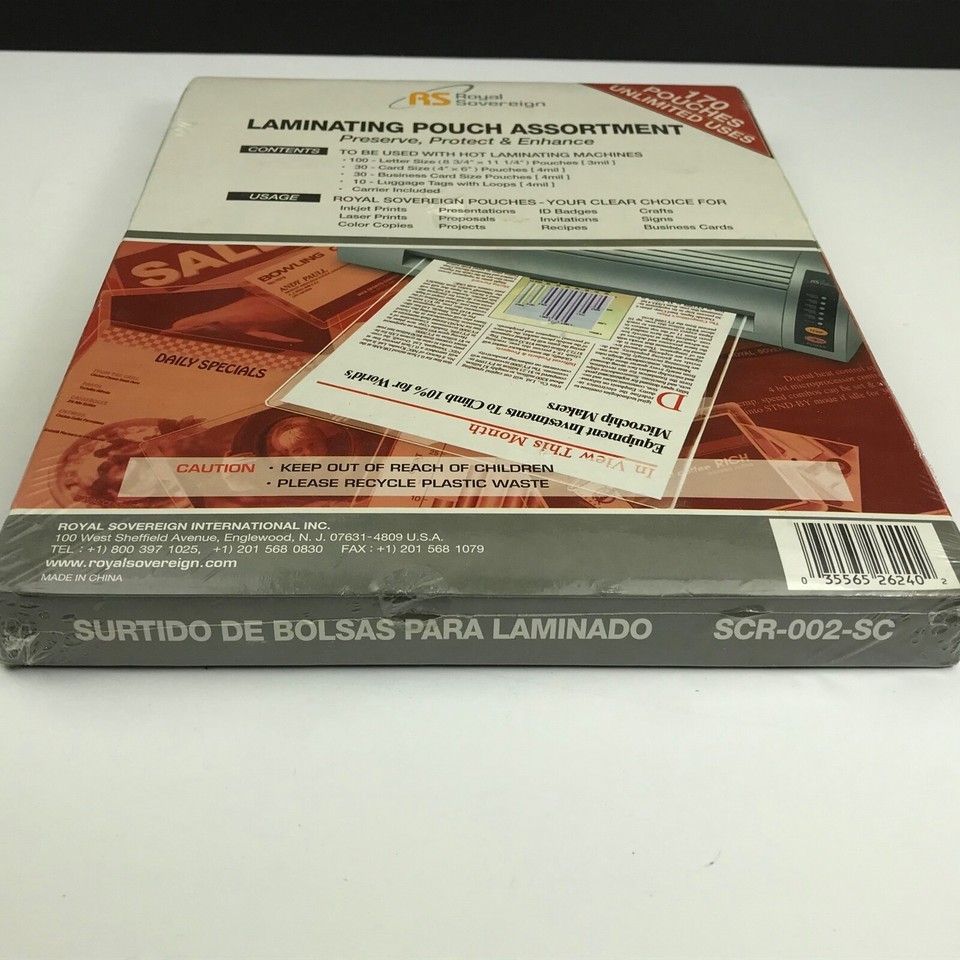 RS Royal Sovereign
170 POUCHES UNLIMITED USES
LAMINATING POUCH ASSORTMENT
Preserve, Protect & Enhance
CONTENTS
TO BE USED WITH HOT LAMINATING MACHINES
· 100 - Letter Size (8 3/4" x 11 1/4") Pouches [ 3mil ]
· 30 - Card Size (4" x 6") Pouches [ 4mil ]
· 30 - Business Card Size Pouches [ 4mil ]
· 10 - Luggage Tags with Loops [ 4mil ]
· Carrier Included
USAGE
ROYAL SOVEREIGN POUCHES - YOUR CLEAR CHOICE FOR
Inkjet Prints Presentations ID Badges Crafts
Laser Prints Proposals Invitations Signs
Color Copies Projects Recipes Business Cards
SAL
BOWLING
ANDY PAULL
DAILY SPECIALS
In View This Month
Equipment Investments To Climb 10% for World's
Microchip Makers
coffee RICH
CAUTION · KEEP OUT OF REACH OF CHILDREN
· PLEASE RECYCLE PLASTIC WASTE
ROYAL SOVEREIGN INTERNATIONAL INC.
100 West Sheffield Avenue, Englewood, N. J. 07631-4809 U.S.A.
TEL : +1) 800 397 1025, +1) 201 568 0830 FAX : +1) 201 568 1079
www.royalsovereign.com
MADE IN CHINA
0 35565 26240 2
SURTIDO DE BOLSAS PARA LAMINADO SCR-002-SC